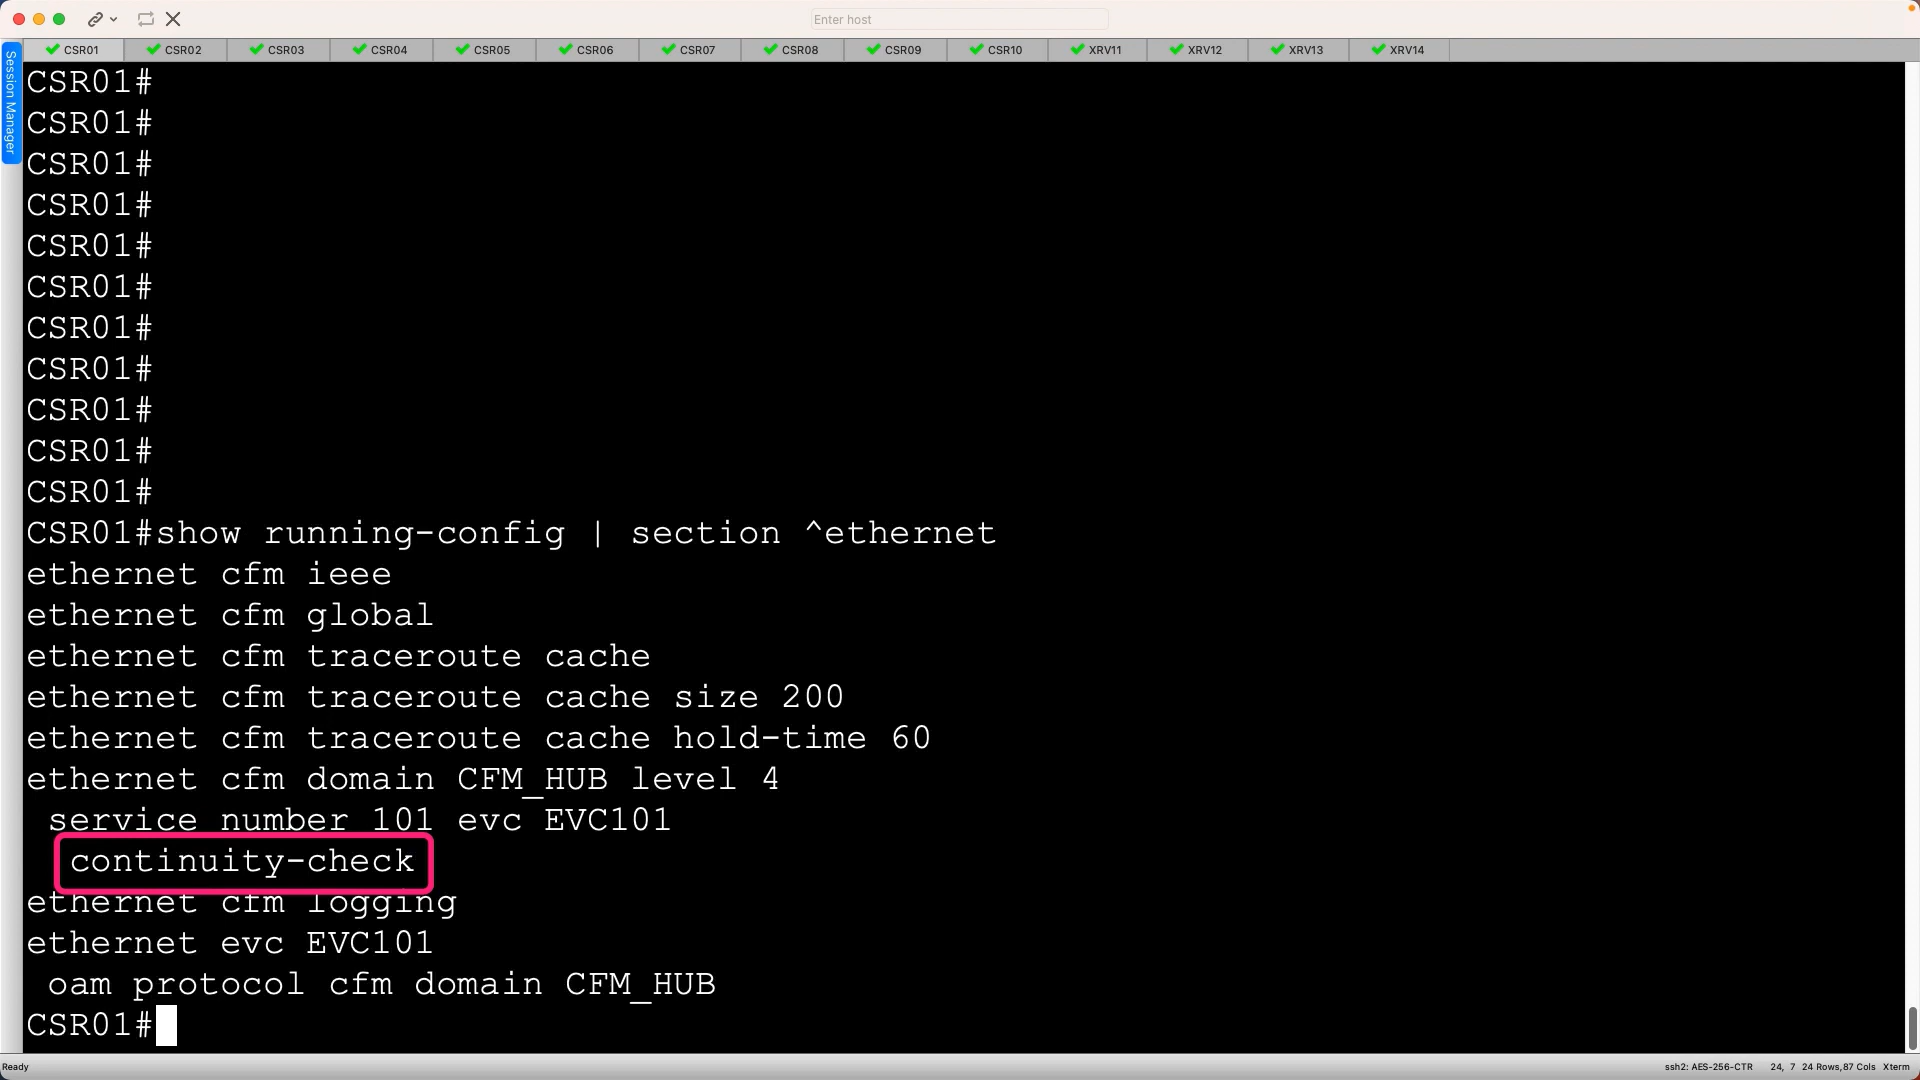 Enter host
CSR01 CSR02 CSR03 CSR04 CSR05 CSR06 CSR07 CSR08 CSR09 CSR10 XRV11 XRV12 XRV13 XRV14
Session Manager
CSR01#
CSR01#
CSR01#
CSR01#
CSR01#
CSR01#
CSR01#
CSR01#
CSR01#
CSR01#
CSR01#
CSR01#show running-config | section ^ethernet
ethernet cfm ieee
ethernet cfm global
ethernet cfm traceroute cache
ethernet cfm traceroute cache size 200
ethernet cfm traceroute cache hold-time 60
ethernet cfm domain CFM_HUB level 4
 service number 101 evc EVC101
  continuity-check
ethernet cfm logging
ethernet evc EVC101
 oam protocol cfm domain CFM_HUB
CSR01#
Ready
ssh2: AES-256-CTR 24, 7 24 Rows,87 Cols Xterm